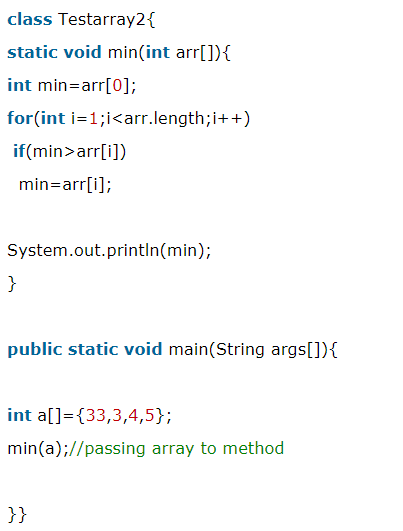 class Testarray2{
static void min(int arr[]){
int min=arr[0];
for(int i=1;i<arr.length;i++)
if(min>arr[i])
min=arr[i];
System.out.println(min);
}
public static void main(String args[]){
int a[]={33,3,4,5};
min(a);//passing array to method
}}